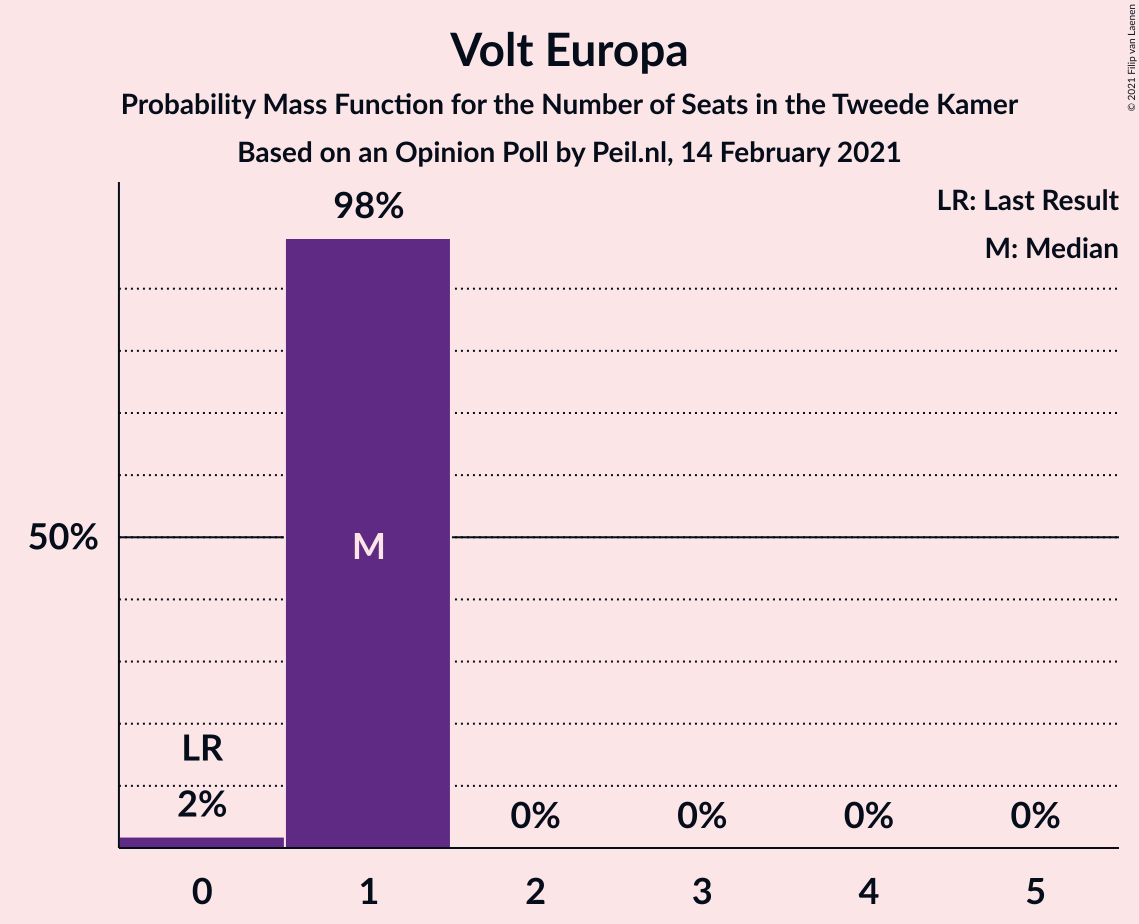 Volt Europa
Probability Mass Function for the Number of Seats in the Tweede Kamer
Based on an Opinion Poll by Peil.nl, 14 February 2021
© 2021 Filip van Laenen
LR: Last Result
M: Median
98%
50%
M
LR
2%
0%
0%
0%
0%
0
1
2
3
4
5